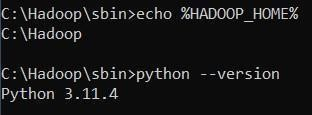 C:\Hadoop\sbin>echo %HADOOP_HOME%
C:\Hadoop
C:\Hadoop\sbin>python --version
Python 3.11.4